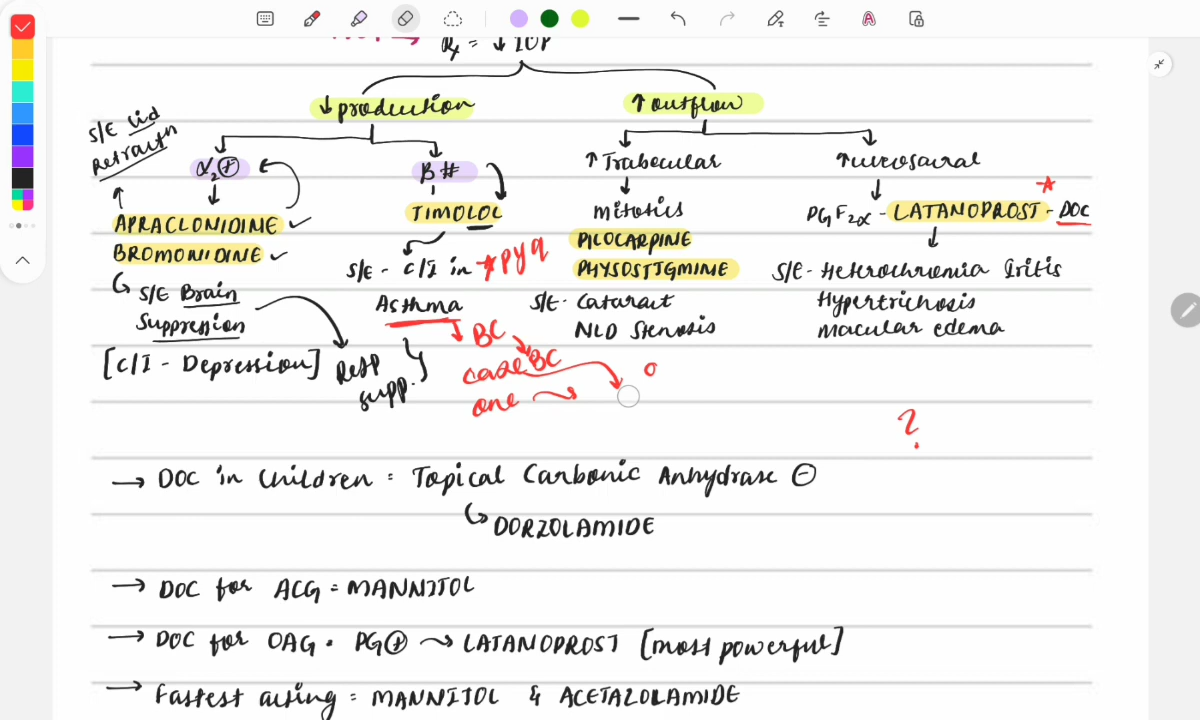 Rx = ↓ IOP
↓ production
↑ outflow
S/E Lid
Retractn
α₂⊕
β #
↑ Trabecular
↑ uveoscleral
APRACLONIDINE ✓
BROMONIDINE ✓
TIMOLOL
miotics
PILOCARPINE
PHYSOSTIGMINE
PGF₂α - LATANOPROST - DOC
S/E Brain
Suppression
[C/I - Depression]
Resp
supp.
S/E - C/I in
Asthma
* PYQ
BC
case BC
one
S/E - Cataract
NLD Stenosis
S/E - Heterochromia Iritis
Hypertrichosis
macular edema
?
→ DOC in Children = Topical Carbonic Anhydrase ⊖
DORZOLAMIDE
→ DOC for ACG = MANNITOL
→ DOC for OAG = PG⊕ ~> LATANOPROST [most powerful]
→ Fastest acting = MANNITOL & ACETAZOLAMIDE